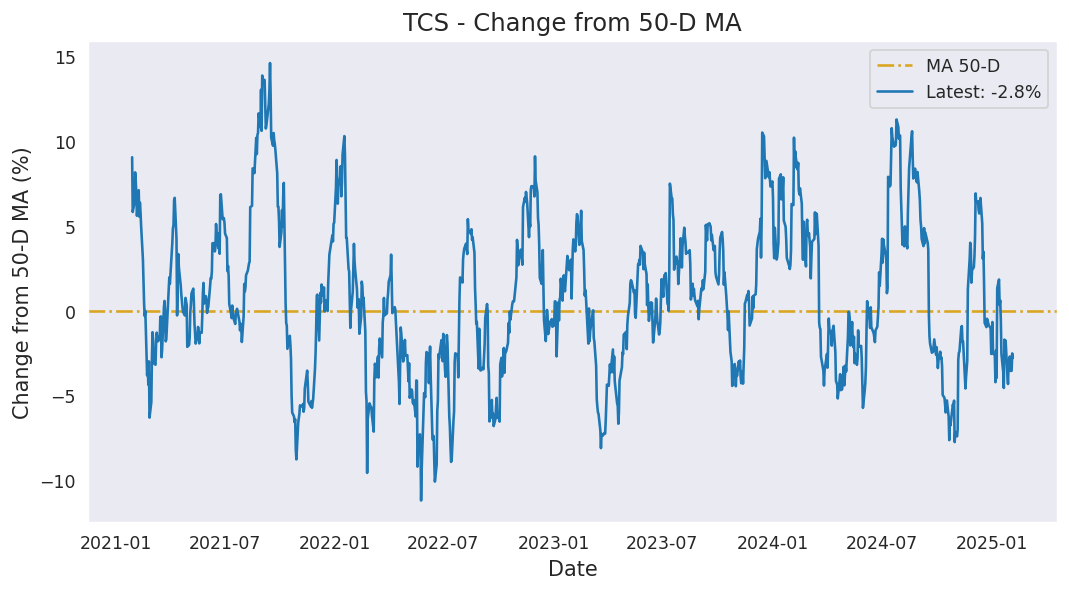 TCS - Change from 50-D MA
Change from 50-D MA (%)
15
10
5
0
−5
−10
MA 50-D
Latest: -2.8%
2021-01 2021-07 2022-01 2022-07 2023-01 2023-07 2024-01 2024-07 2025-01
Date